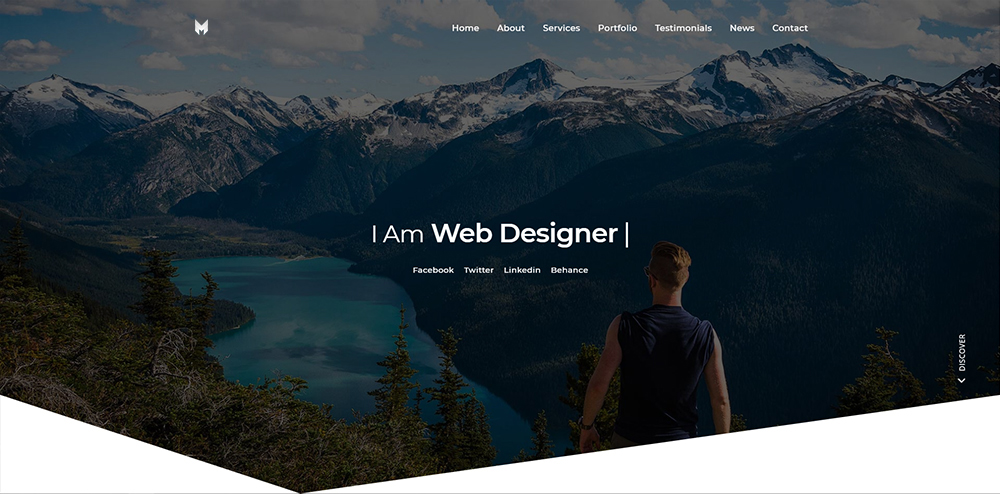 Home About Services Portfolio Testimonials News Contact
I Am Web Designer|
Facebook Twitter Linkedin Behance
DISCOVER